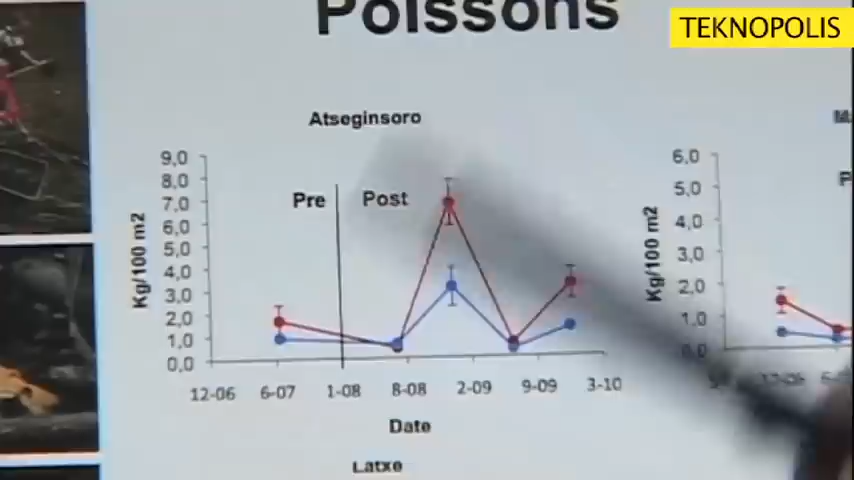 Poissons
TEKNOPOLIS
Atseginsoro
9,0
8,0
7,0
6,0
5,0
4,0
3,0
2,0
1,0
0,0
Kg/100 m2
Pre
Post
12-06
6-07
1-08
8-08
2-09
9-09
3-10
Date
Latxe
6,0
5,0
4,0
3,0
2,0
1,0
0,0
Kg/100 m2